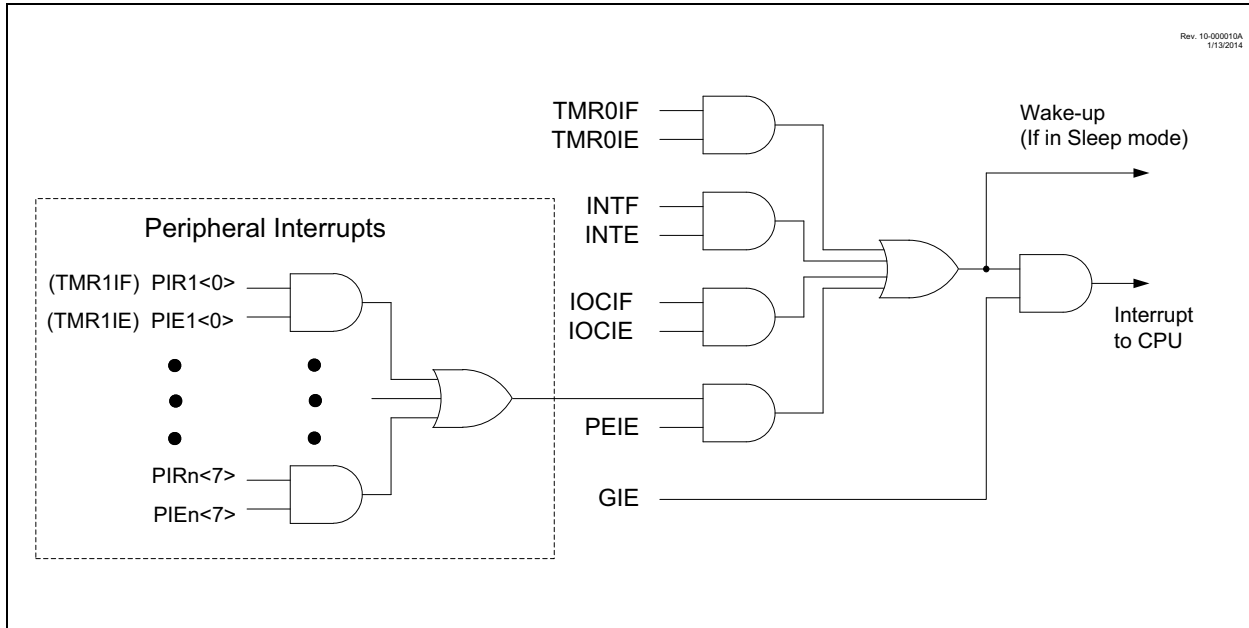 Rev. 10-000010A
1/13/2014
TMR0IF
TMR0IE
Wake-up
(If in Sleep mode)
INTF
INTE
Peripheral Interrupts
(TMR1IF) PIR1<0>
(TMR1IE) PIE1<0>
IOCIF
IOCIE
Interrupt
to CPU
PEIE
PIRn<7>
PIEn<7>
GIE